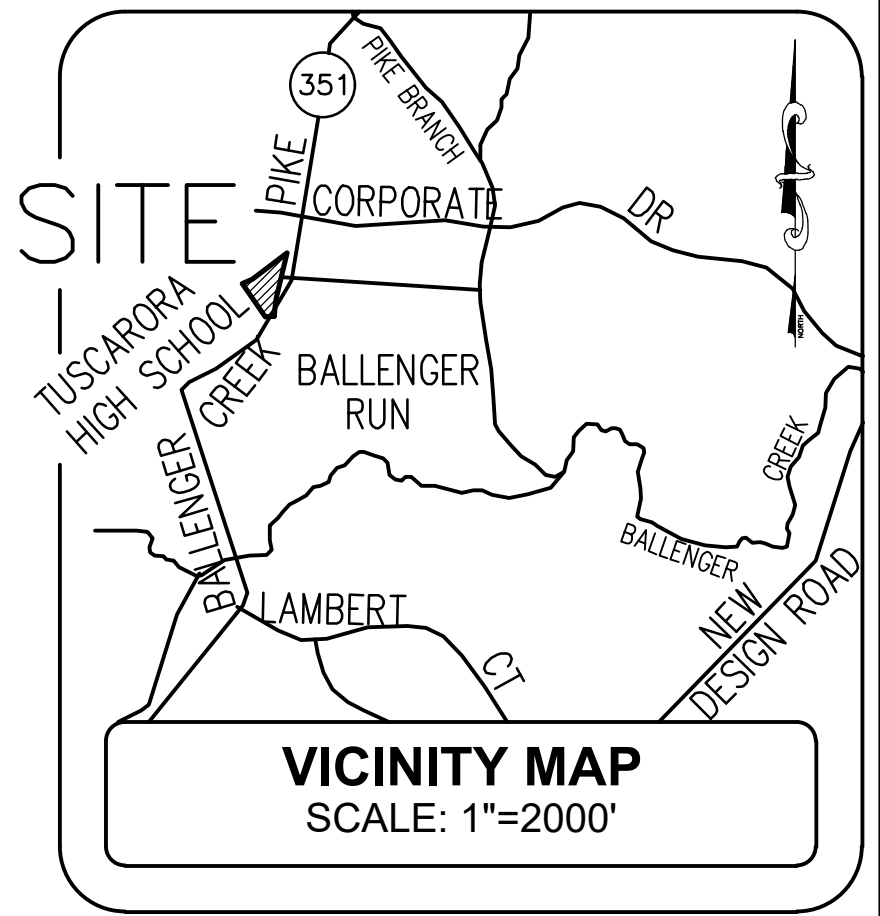 PIKE BRANCH
351
PIKE
SITE
CORPORATE
DR
NORTH
TUSCARORA
HIGH SCHOOL
CREEK
BALLENGER
RUN
BALLENGER
CREEK
BALLENGER
LAMBERT
CT
NEW
DESIGN ROAD
VICINITY MAP
SCALE: 1"=2000'